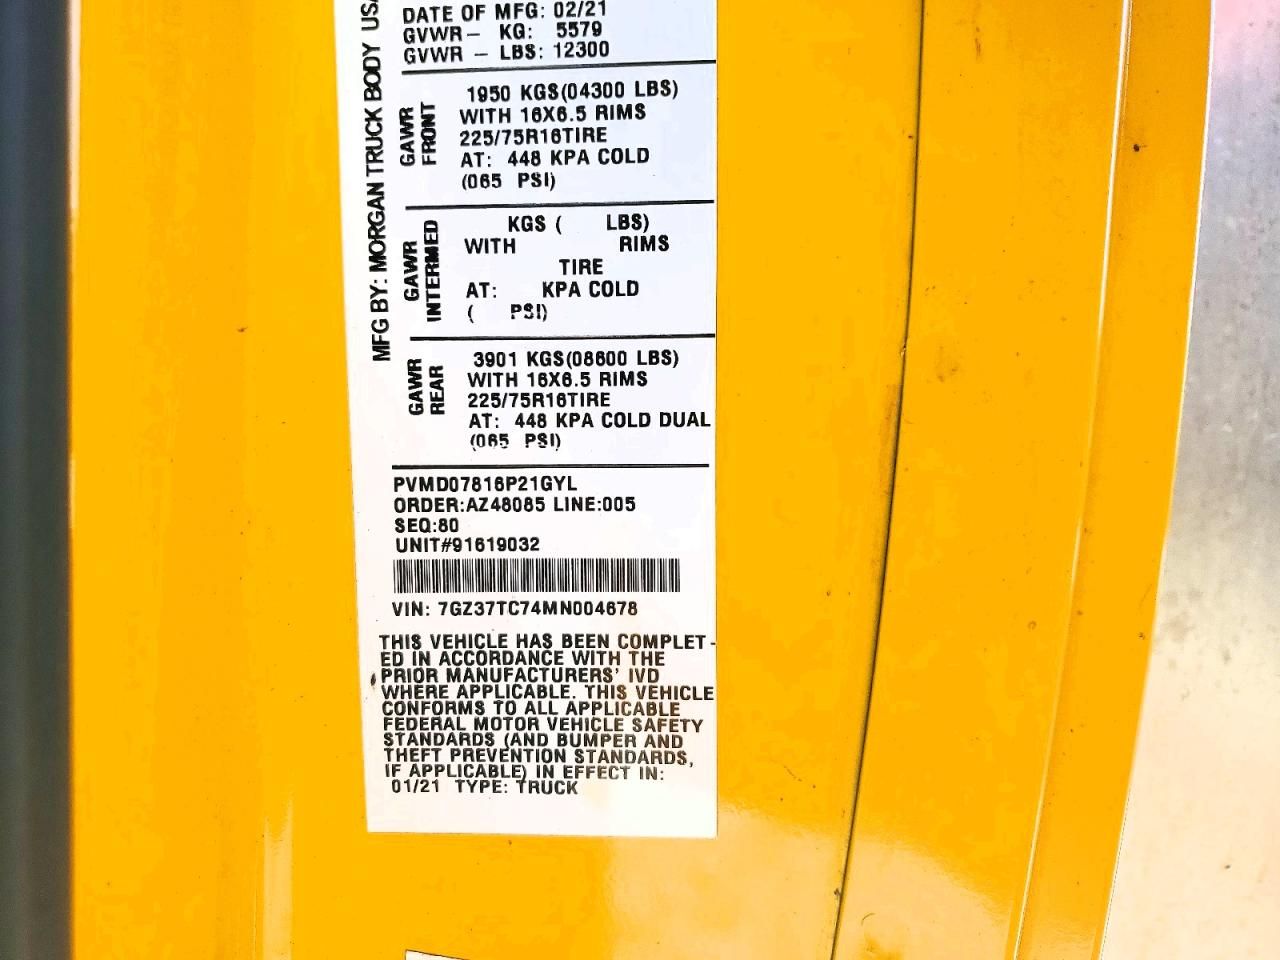 MFG BY: MORGAN TRUCK BODY USA
DATE OF MFG: 02/21
GVWR- KG: 5579
GVWR - LBS: 12300
GAWR FRONT
1950 KGS(04300 LBS)
WITH 16X6.5 RIMS
225/75R16TIRE
AT: 448 KPA COLD
(065 PSI)
GAWR INTERMED
KGS ( LBS)
WITH RIMS
TIRE
AT: KPA COLD
( PSI)
GAWR REAR
3901 KGS(08600 LBS)
WITH 16X6.5 RIMS
225/75R16TIRE
AT: 448 KPA COLD DUAL
(065 PSI)
PVMD07816P21GYL
ORDER:AZ48085 LINE:005
SEQ:80
UNIT#91619032
VIN: 7GZ37TC74MN004678
THIS VEHICLE HAS BEEN COMPLET-
ED IN ACCORDANCE WITH THE
PRIOR MANUFACTURERS' IVD
WHERE APPLICABLE. THIS VEHICLE
CONFORMS TO ALL APPLICABLE
FEDERAL MOTOR VEHICLE SAFETY
STANDARDS (AND BUMPER AND
THEFT PREVENTION STANDARDS,
IF APPLICABLE) IN EFFECT IN:
01/21 TYPE: TRUCK